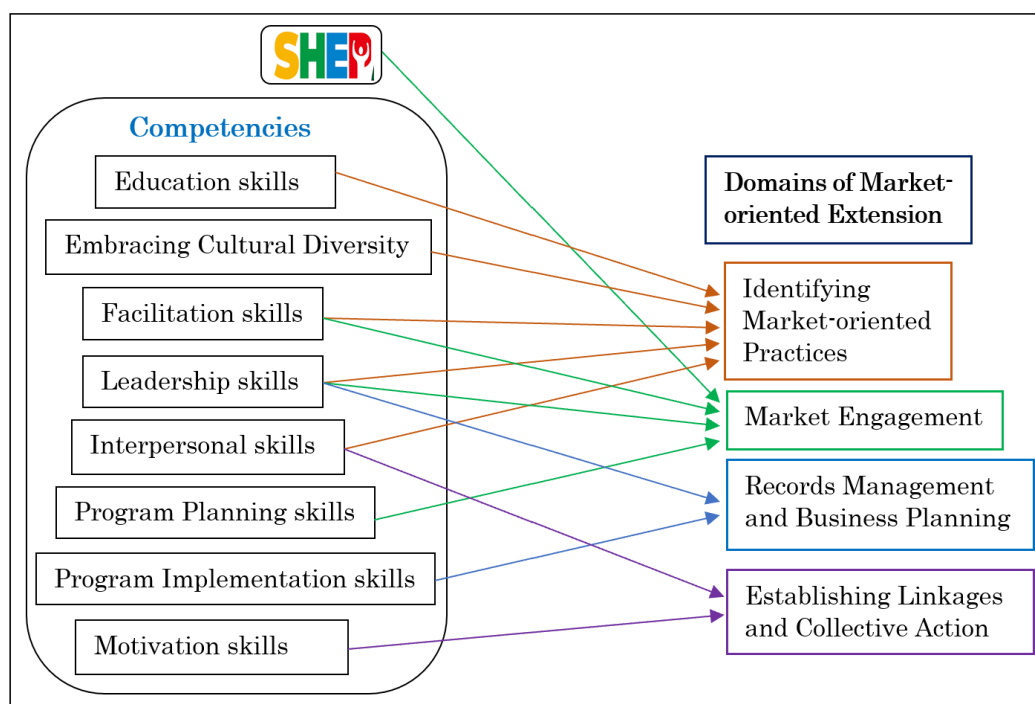 SHEP
Competencies
Education skills
Embracing Cultural Diversity
Facilitation skills
Leadership skills
Interpersonal skills
Program Planning skills
Program Implementation skills
Motivation skills
Domains of Market-
oriented Extension
Identifying
Market-oriented
Practices
Market Engagement
Records Management
and Business Planning
Establishing Linkages
and Collective Action